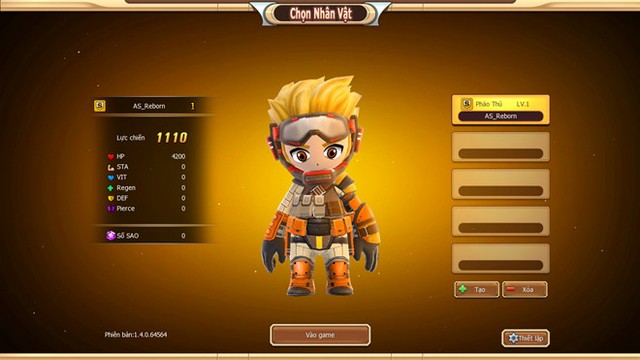 Chọn Nhân Vật
S AS_Reborn 1
Lực chiến 1110
HP 4200
STA 0
VIT 0
Regen 0
DEF 0
Pierce 0
Số SAO 0
S Pháo Thủ LV.1
AS_Reborn
Tạo
Xóa
Phiên bản:1.4.0.64564
Vào game
Thiết lập